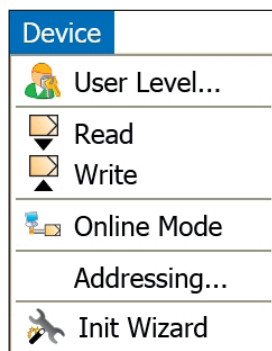 Device
User Level...
Read
Write
Online Mode
Addressing...
Init Wizard